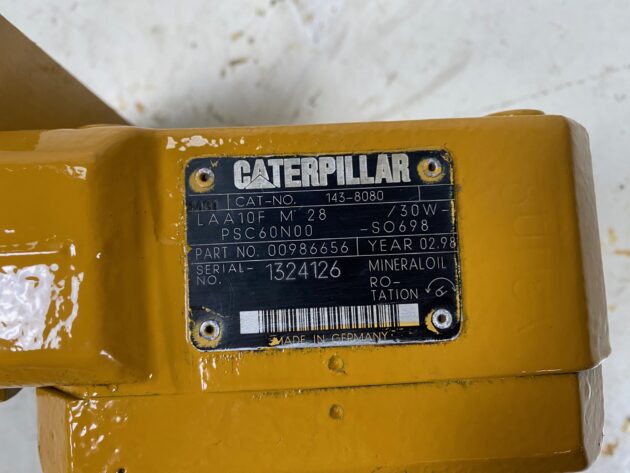 CATERPILLAR
CAT-NO. 143-8080
LAA10F M 28 /30W-
PSC60N00 -SO698
PART NO. 00986656 YEAR 02.98
SERIAL- 1324126 MINERALOIL
NO. RO-
TATION
MADE IN GERMANY